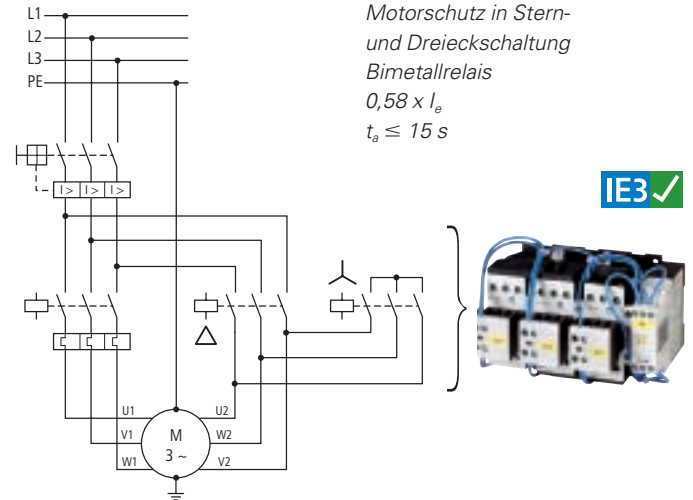 L1
L2
L3
PE
Motorschutz in Stern-
und Dreieckschaltung
Bimetallrelais
0,58 x Ie
ta ≤ 15 s
IE3
I> I> I>
U1
V1
W1
M
3 ~
U2
W2
V2